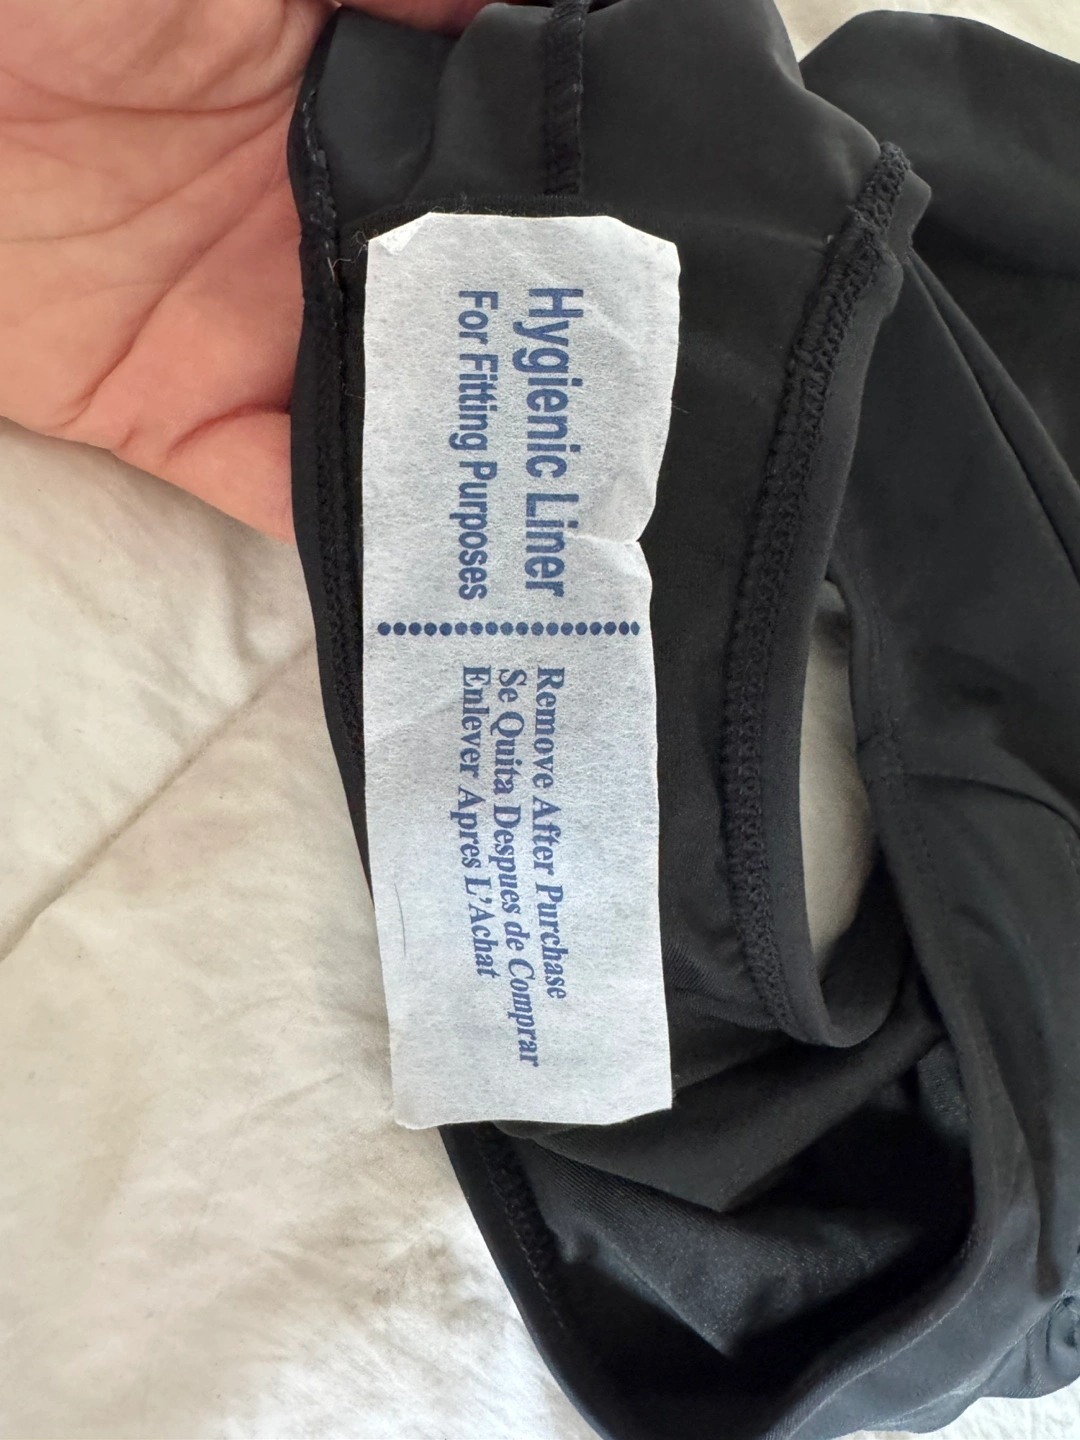 Hygienic Liner
For Fitting Purposes
Remove After Purchase
Se Quita Despues de Comprar
Enlever Apres L'Achat